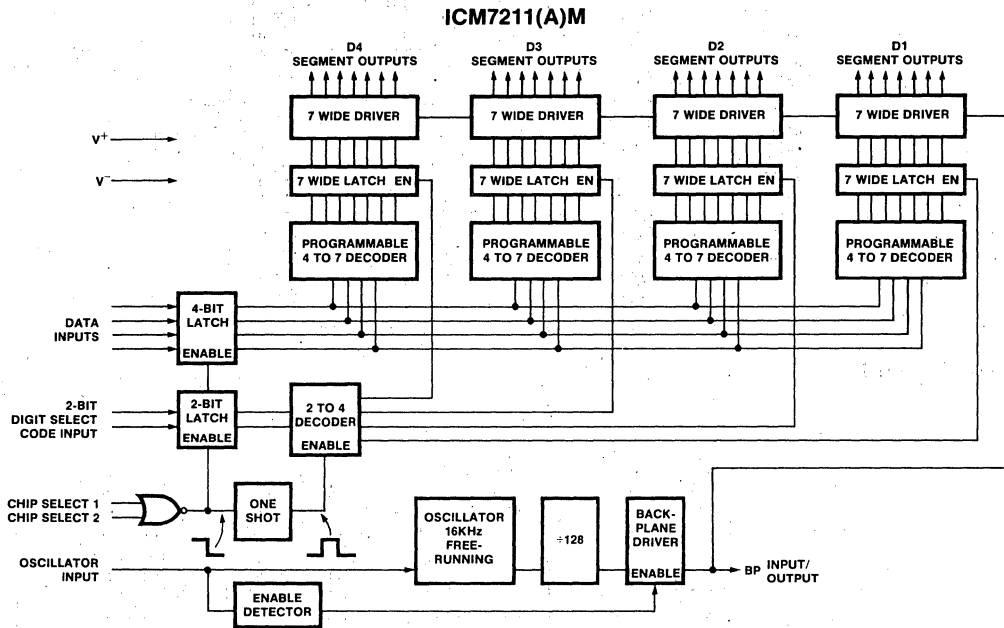 ICM7211(A)M
D4
SEGMENT OUTPUTS
D3
SEGMENT OUTPUTS
D2
SEGMENT OUTPUTS
D1
SEGMENT OUTPUTS
7 WIDE DRIVER
7 WIDE DRIVER
7 WIDE DRIVER
7 WIDE DRIVER
V+
V−
7 WIDE LATCH EN
7 WIDE LATCH EN
7 WIDE LATCH EN
7 WIDE LATCH EN
PROGRAMMABLE
4 TO 7 DECODER
PROGRAMMABLE
4 TO 7 DECODER
PROGRAMMABLE
4 TO 7 DECODER
PROGRAMMABLE
4 TO 7 DECODER
DATA
INPUTS
4-BIT
LATCH
ENABLE
2-BIT
DIGIT SELECT
CODE INPUT
2-BIT
LATCH
ENABLE
2 TO 4
DECODER
ENABLE
CHIP SELECT 1
CHIP SELECT 2
ONE
SHOT
OSCILLATOR
16KHz
FREE-
RUNNING
÷128
BACK-
PLANE
DRIVER
ENABLE
OSCILLATOR
INPUT
BP INPUT/
OUTPUT
ENABLE
DETECTOR